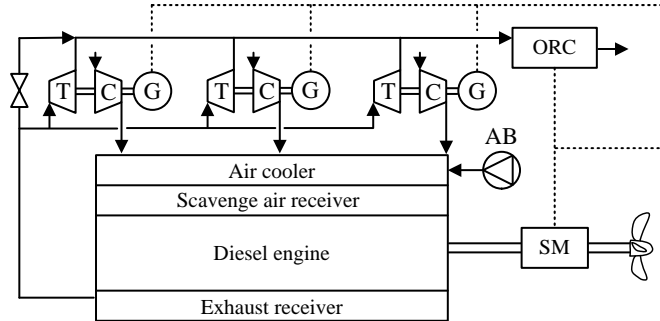 ORC
T C G T C G T C G
AB
Air cooler
Scavenge air receiver
Diesel engine
SM
Exhaust receiver